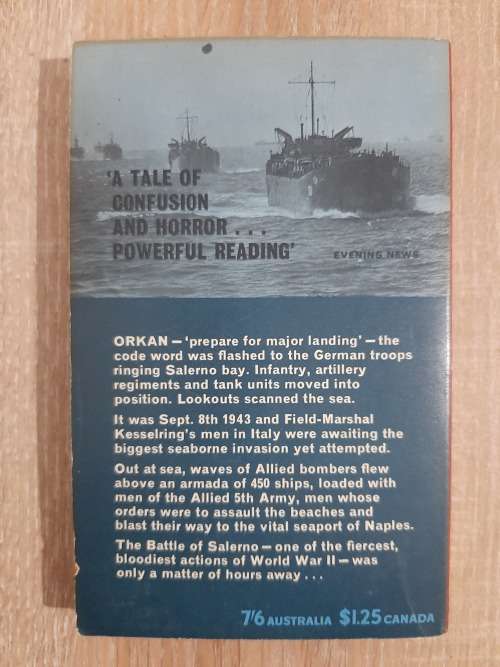 'A TALE OF
CONFUSION
AND HORROR . . .
POWERFUL READING'
EVENING NEWS
ORKAN – 'prepare for major landing' – the
code word was flashed to the German troops
ringing Salerno bay. Infantry, artillery
regiments and tank units moved into
position. Lookouts scanned the sea.
It was Sept. 8th 1943 and Field-Marshal
Kesselring's men in Italy were awaiting the
biggest seaborne invasion yet attempted.
Out at sea, waves of Allied bombers flew
above an armada of 450 ships, loaded with
men of the Allied 5th Army, men whose
orders were to assault the beaches and
blast their way to the vital seaport of Naples.
The Battle of Salerno – one of the fiercest,
bloodiest actions of World War II – was
only a matter of hours away . . .
7'6 AUSTRALIA $1.25 CANADA